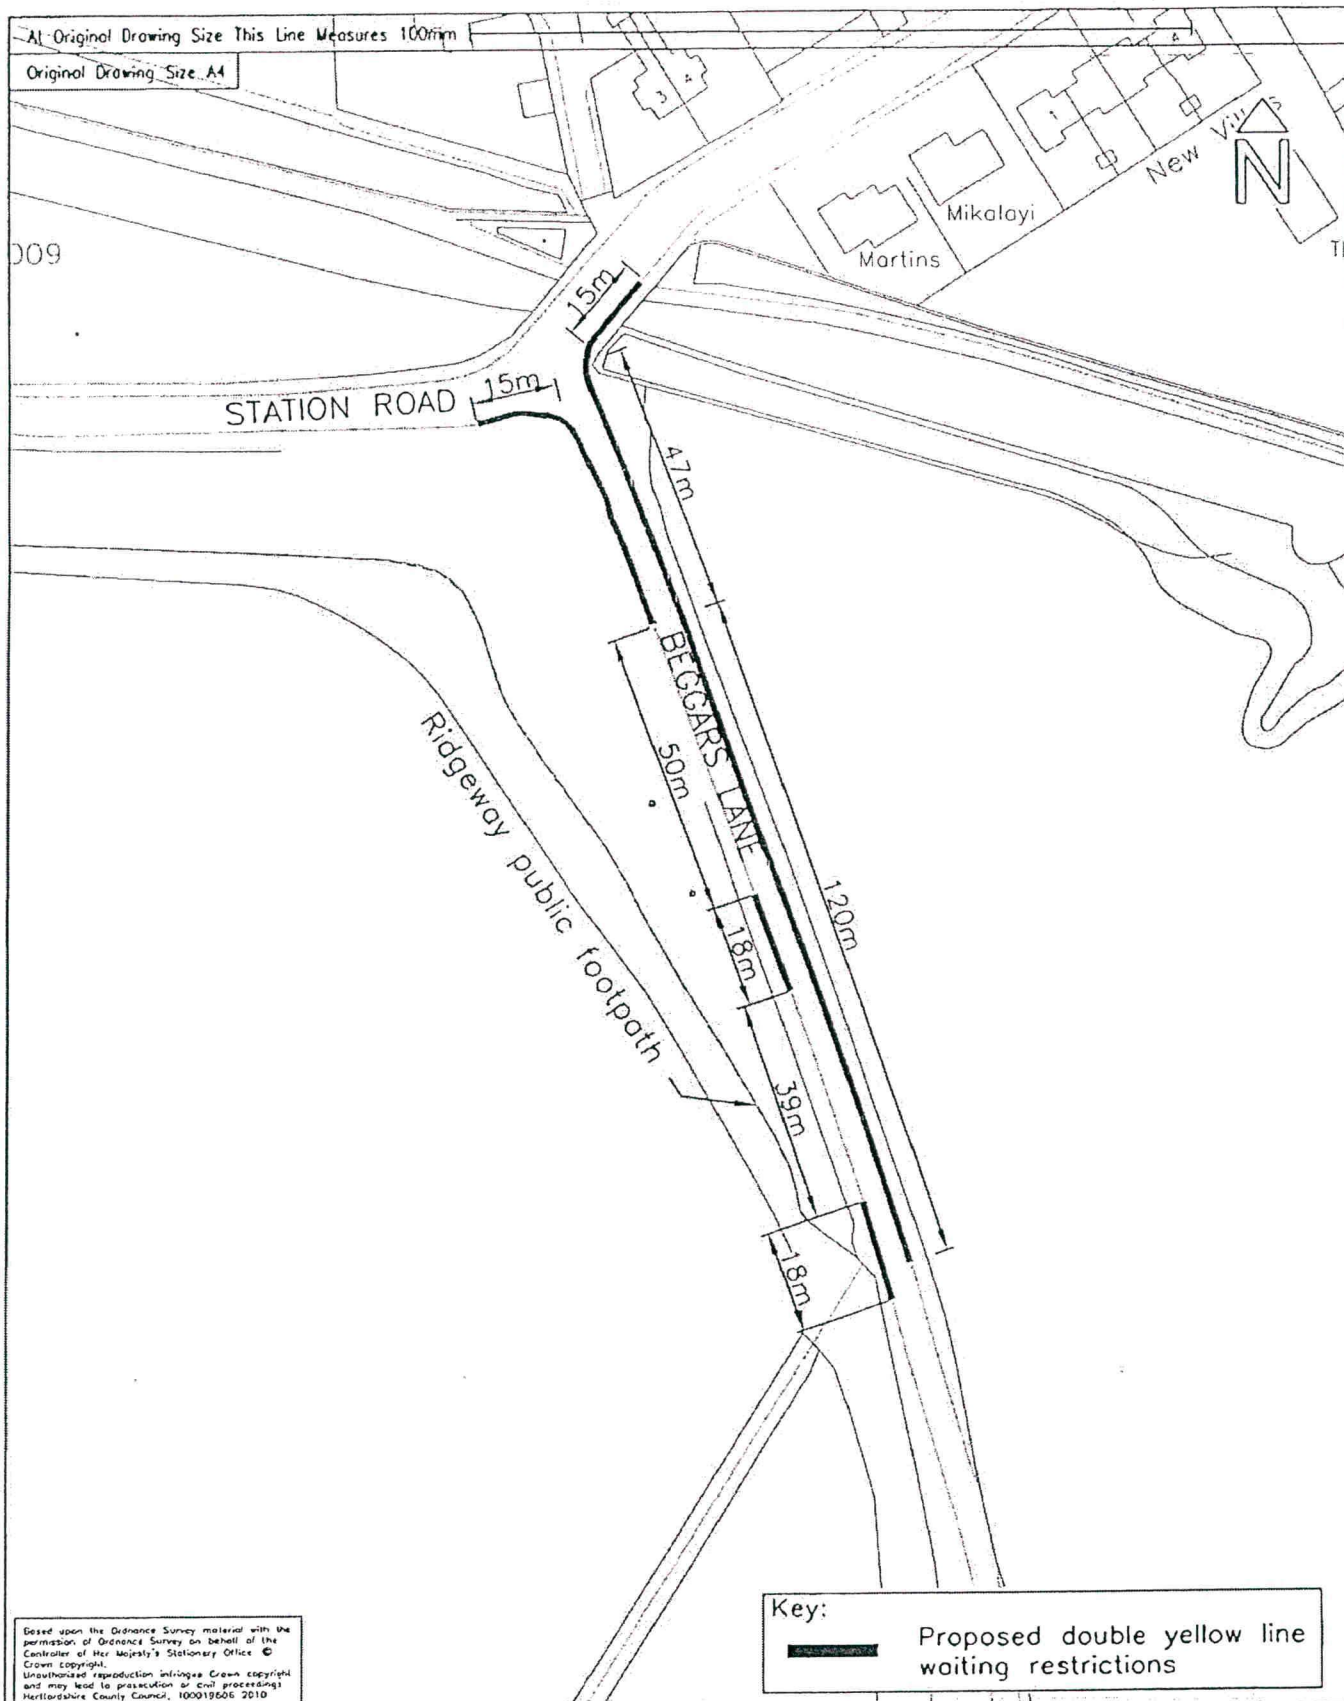 At Original Drawing Size This Line Measures 100mm
Original Drawing Size A4
3
4
1
4
New Villas
N
Mikalayi
Martins
009
15m
15m
STATION ROAD
47m
BEGGARS LANE
50m
Ridgeway public footpath
120m
18m
39m
18m
Based upon the Ordnance Survey material with the
permission of Ordnance Survey on behalf of the
Controller of Her Majesty's Stationery Office ©
Crown copyright.
Unauthorised reproduction infringes Crown copyright
and may lead to prosecution or civil proceedings
Hertfordshire County Council, 100019606 2010
Key:
Proposed double yellow line
waiting restrictions